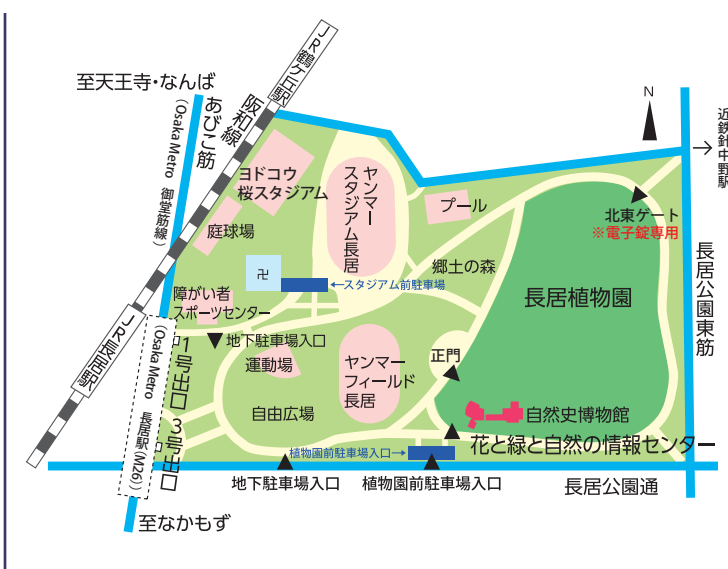 JR鶴ケ丘駅
至天王寺・なんば
阪和線
あびこ筋
(Osaka Metro 御堂筋線)
N
近鉄針中野駅
ヨドコウ
桜スタジアム
ヤンマー
スタジアム長居
プール
北東ゲート
※電子錠専用
庭球場
郷土の森
卍
←スタジアム前駐車場
長居植物園
長居公園東筋
障がい者
スポーツセンター
地下駐車場入口
JR長居駅
(Osaka Metro 長居駅(M26))
1号出口
運動場
ヤンマー
フィールド
長居
正門
自由広場
3号出口
自然史博物館
花と緑と自然の情報センター
植物園前駐車場入口→
地下駐車場入口
植物園前駐車場入口
長居公園通
至なかもず